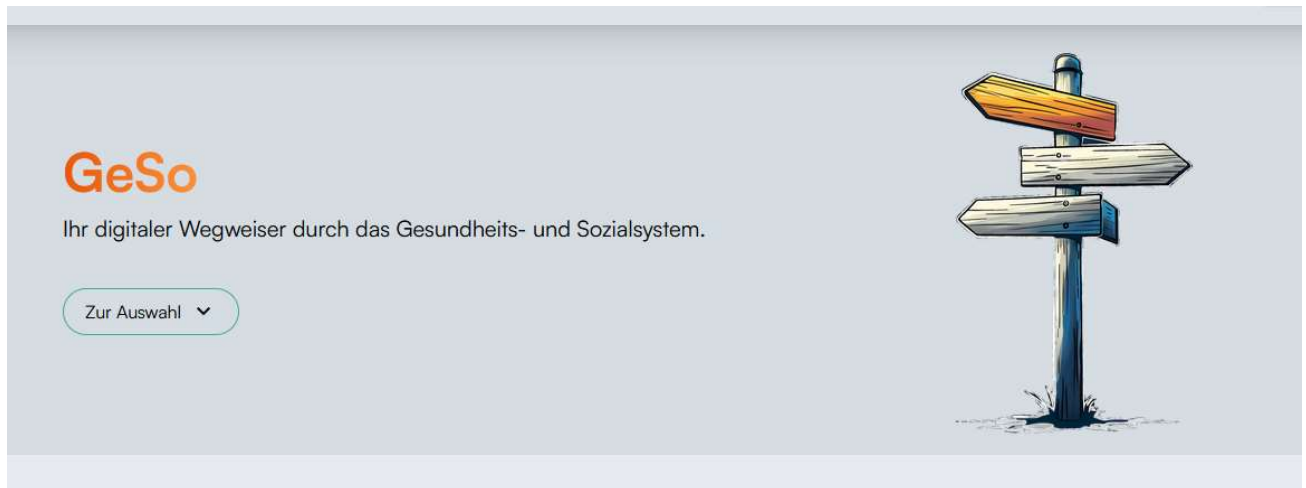 GeSo
Ihr digitaler Wegweiser durch das Gesundheits- und Sozialsystem.
Zur Auswahl